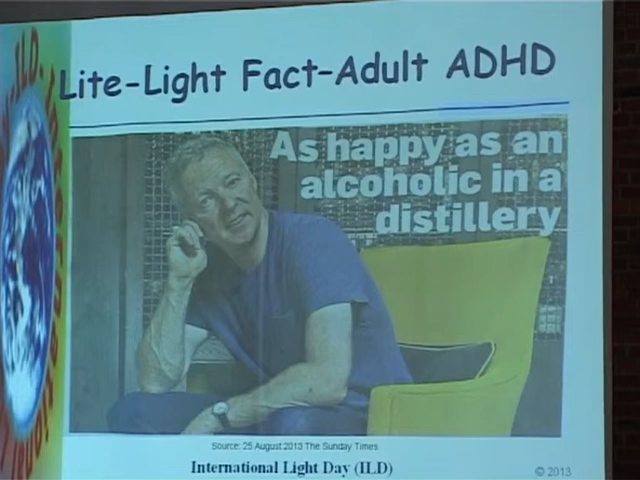 Lite-Light Fact-Adult ADHD
As happy as an
alcoholic in a
distillery
Source: 25 August 2013 The Sunday Times
International Light Day (ILD)
© 2013